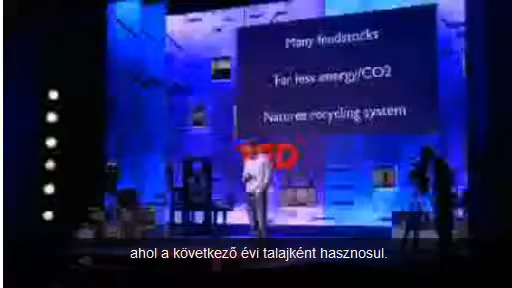 Many feedstocks
Far less energy/CO2
Natures recycling system
TED
ahol a következő évi talajként hasznosul.